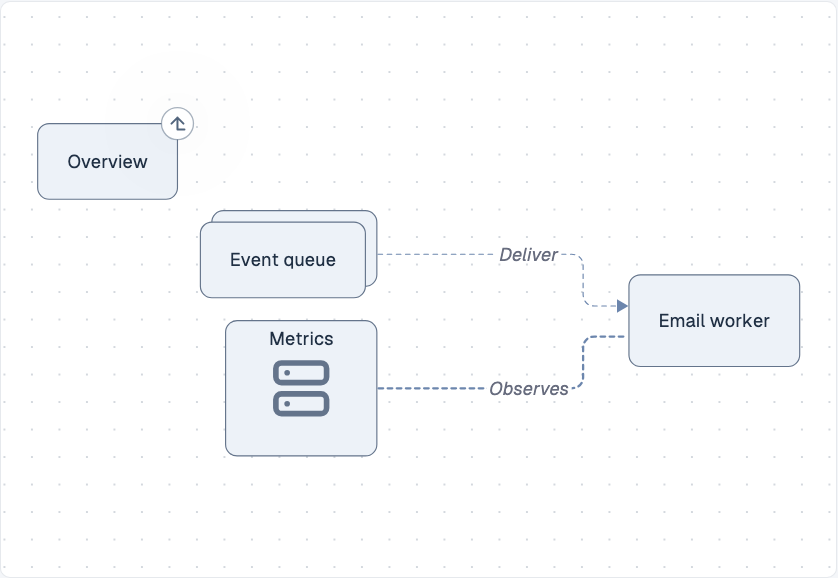 Overview
Event queue
Deliver
Email worker
Metrics
Observes